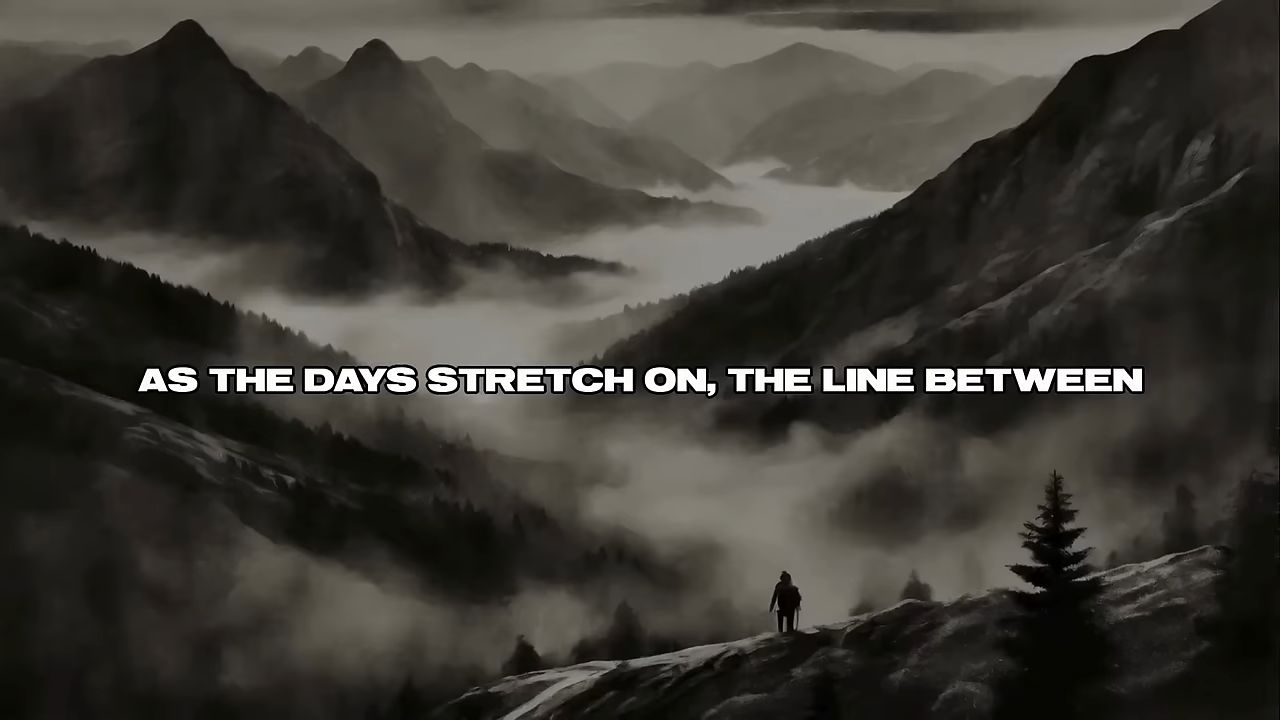 AS THE DAYS STRETCH ON, THE LINE BETWEEN